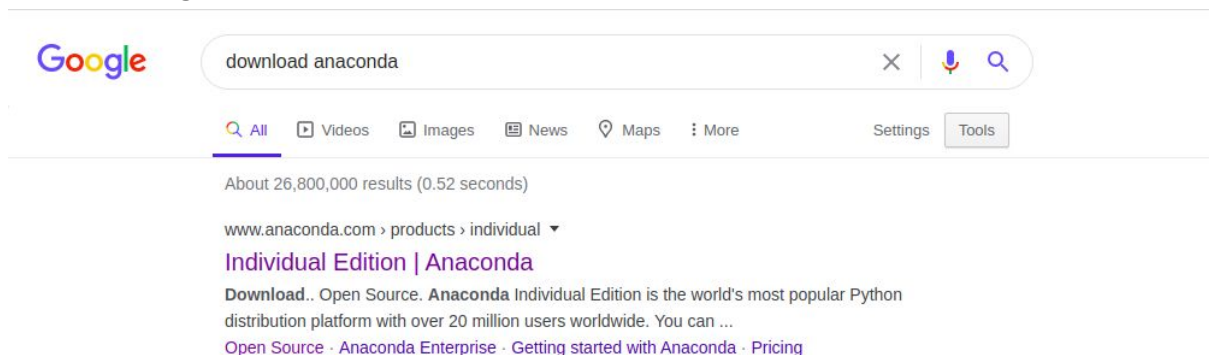 Google
download anaconda
All Videos Images News Maps More Settings Tools
About 26,800,000 results (0.52 seconds)
www.anaconda.com › products › individual
Individual Edition | Anaconda
Download.. Open Source. Anaconda Individual Edition is the world's most popular Python
distribution platform with over 20 million users worldwide. You can ...
Open Source · Anaconda Enterprise · Getting started with Anaconda · Pricing